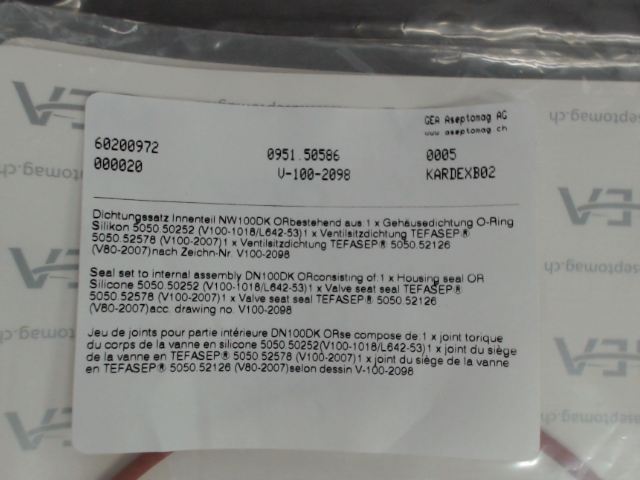 GEA Aseptomag AG
www.aseptomag.ch
60200972 0951.50586 0005
000020 V-100-2098 KARDEXB02
Dichtungssatz Innenteil NW100DK ORbestehend aus:1 x Gehäusedichtung O-Ring
Silikon 5050.50252 (V100-1018/L642-53)1 x Ventilsitzdichtung TEFASEP®
5050.52578 (V100-2007)1 x Ventilsitzdichtung TEFASEP® 5050.52126
(V80-2007)nach Zeichn-Nr. V100-2098
Seal set to internal assembly DN100DK ORconsisting of:1 x Housing seal OR
Silicone 5050.50252 (V100-1018/L642-53)1 x Valve seat seal TEFASEP®
5050.52578 (V100-2007)1 x Valve seat seal TEFASEP® 5050.52126
(V80-2007)acc. drawing no. V100-2098
Jeu de joints pour partie intérieure DN100DK ORse compose de:1 x joint torique
du corps de la vanne en silicone 5050.50252(V100-1018/L642-53)1 x joint du siège
de la vanne en TEFASEP® 5050.52578 (V100-2007)1 x joint du siège de la vanne
en TEFASEP® 5050.52126 (V80-2007)selon dessin V-100-2098
aseptomag.ch
aseptomag.ch